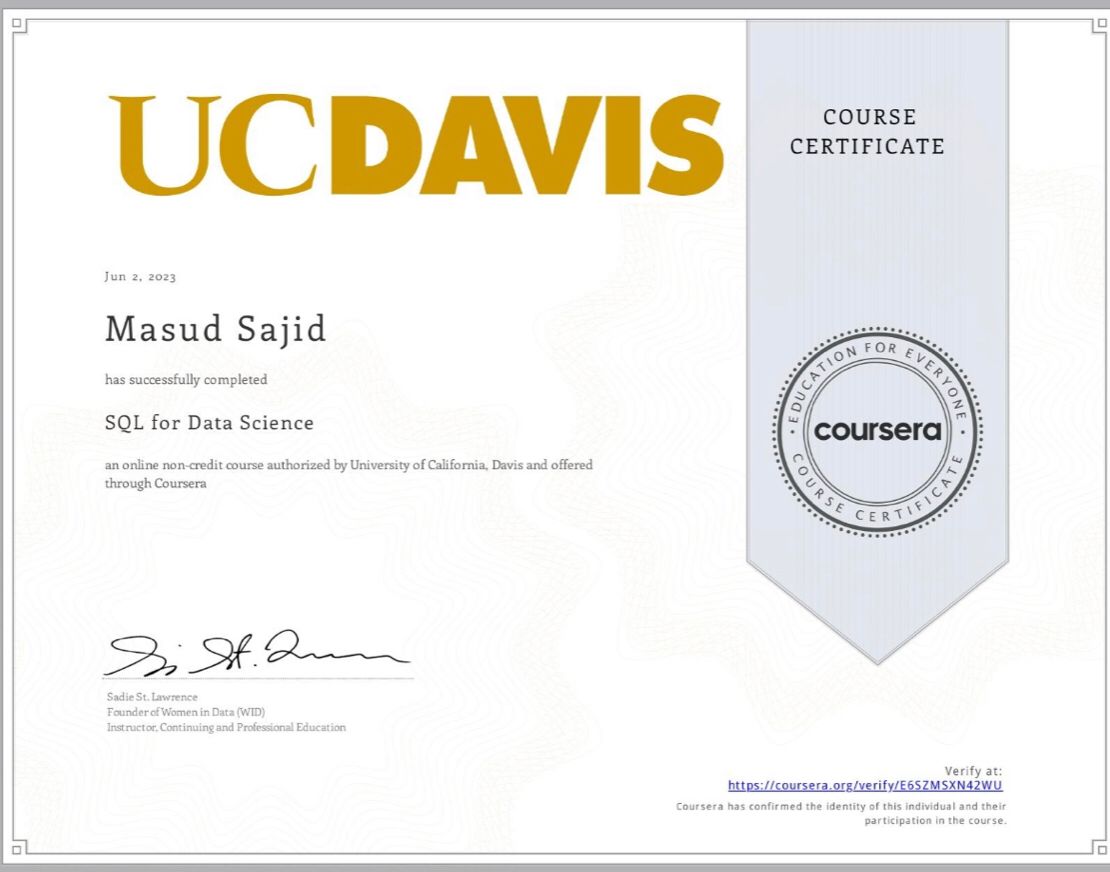 UCDAVIS
COURSE
CERTIFICATE
Jun 2, 2023
Masud Sajid
has successfully completed
SQL for Data Science
an online non-credit course authorized by University of California, Davis and offered
through Coursera
EDUCATION FOR EVERYONE
coursera
COURSE CERTIFICATE
Sadie St. Lawrence
Founder of Women in Data (WID)
Instructor, Continuing and Professional Education
Verify at:
https://coursera.org/verify/E6SZMSXN42WU
Coursera has confirmed the identity of this individual and their
participation in the course.